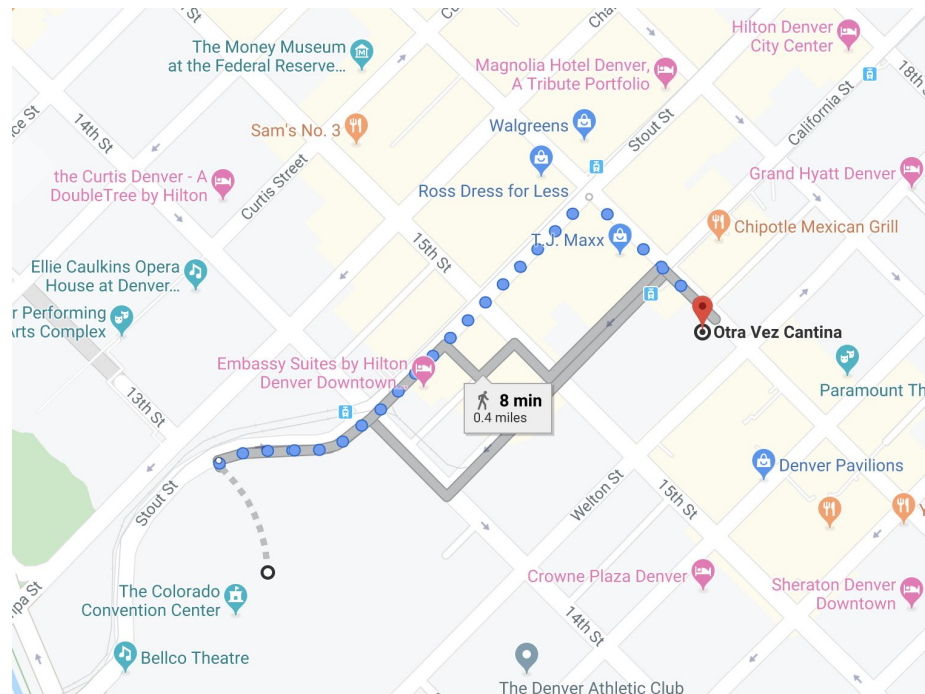 Cu
Cha
Hilton Denver
City Center
The Money Museum
at the Federal Reserve...
Magnolia Hotel Denver,
A Tribute Portfolio
18th
14th St
Sam's No. 3
Walgreens
Stout St
California St
the Curtis Denver - A
DoubleTree by Hilton
Curtis Street
Ross Dress for Less
Grand Hyatt Denver
Chipotle Mexican Grill
15th St
T.J. Maxx
Ellie Caulkins Opera
House at Denver...
r Performing
Arts Complex
Otra Vez Cantina
Embassy Suites by Hilton
Denver Downtown...
Paramount Th
8 min
0.4 miles
13th St
Denver Pavilions
Stout St
Welton St
15th St
Y
The Colorado
Convention Center
Crowne Plaza Denver
Sheraton Denver
Downtown
14th St
Bellco Theatre
The Denver Athletic Club